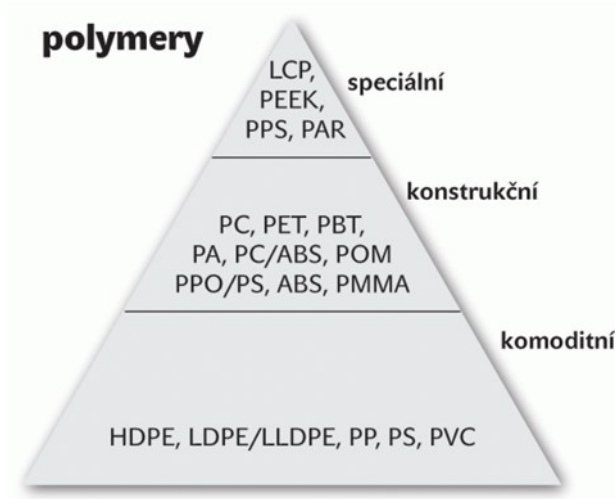 polymery
LCP,
speciální
PEEK,
PPS, PAR
konstrukční
PC, PET, PBT,
PA, PC/ABS, POM
PPO/PS, ABS, PMMA
komoditní
HDPE, LDPE/LLDPE, PP, PS, PVC